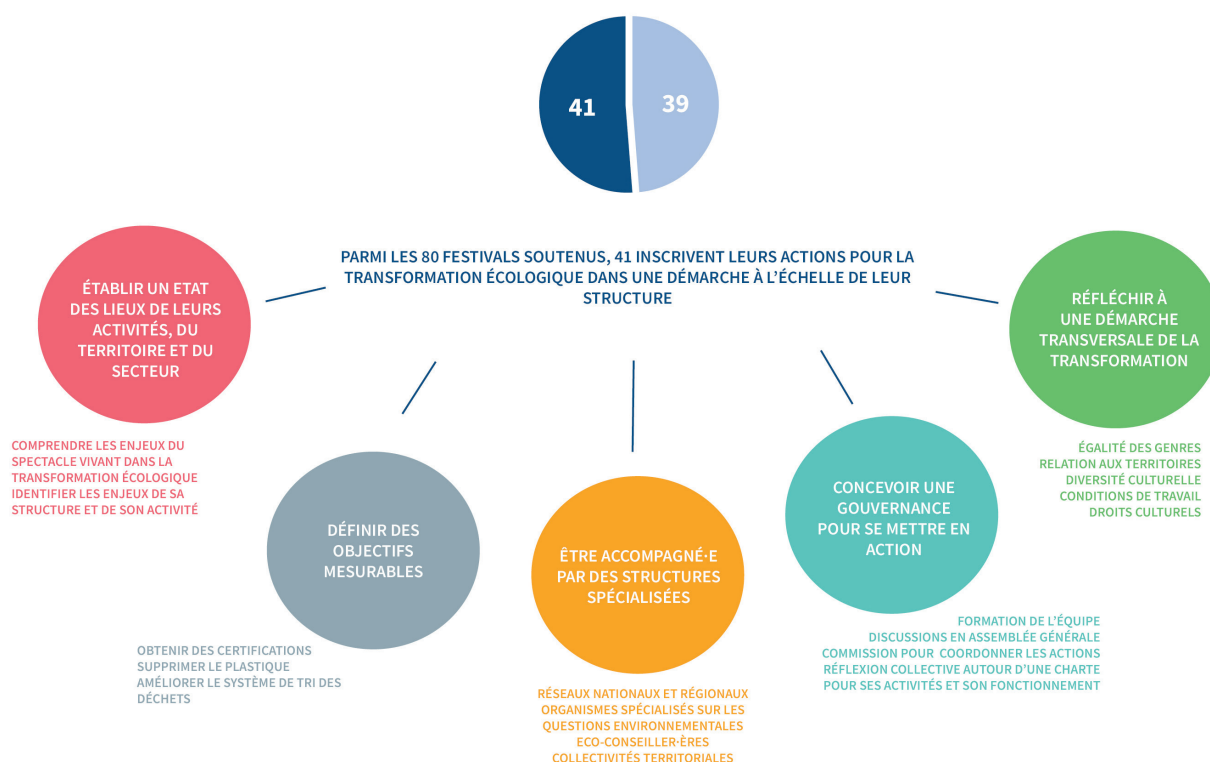 41
39
PARMI LES 80 FESTIVALS SOUTENUS, 41 INSCRIVENT LEURS ACTIONS POUR LA
TRANSFORMATION ÉCOLOGIQUE DANS UNE DÉMARCHE À L'ÉCHELLE DE LEUR
STRUCTURE
ÉTABLIR UN ETAT
DES LIEUX DE LEURS
ACTIVITÉS, DU
TERRITOIRE ET DU
SECTEUR
COMPRENDRE LES ENJEUX DU
SPECTACLE VIVANT DANS LA
TRANSFORMATION ÉCOLOGIQUE
IDENTIFIER LES ENJEUX DE SA
STRUCTURE ET DE SON ACTIVITÉ
DÉFINIR DES
OBJECTIFS
MESURABLES
OBTENIR DES CERTIFICATIONS
SUPPRIMER LE PLASTIQUE
AMÉLIORER LE SYSTÈME DE TRI DES
DÉCHETS
ÊTRE ACCOMPAGNÉ·E
PAR DES STRUCTURES
SPÉCIALISÉES
RÉSEAUX NATIONAUX ET RÉGIONAUX
ORGANISMES SPÉCIALISÉS SUR LES
QUESTIONS ENVIRONNEMENTALES
ECO-CONSEILLER·ÈRES
COLLECTIVITÉS TERRITORIALES
CONCEVOIR UNE
GOUVERNANCE
POUR SE METTRE EN
ACTION
FORMATION DE L'ÉQUIPE
DISCUSSIONS EN ASSEMBLÉE GÉNÉRALE
COMMISSION POUR COORDONNER LES ACTIONS
RÉFLEXION COLLECTIVE AUTOUR D'UNE CHARTE
POUR SES ACTIVITÉS ET SON FONCTIONNEMENT
RÉFLÉCHIR À
UNE DÉMARCHE
TRANSVERSALE DE LA
TRANSFORMATION
ÉGALITÉ DES GENRES
RELATION AUX TERRITOIRES
DIVERSITÉ CULTURELLE
CONDITIONS DE TRAVAIL
DROITS CULTURELS